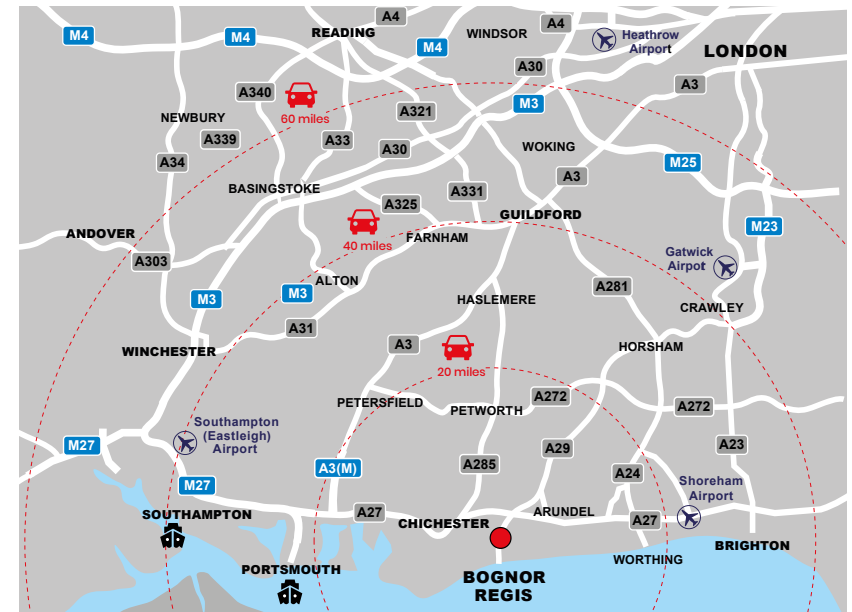 A4
A4
M4
M4
READING
M4
WINDSOR
Heathrow
Airport
LONDON
A30
A340
60 miles
A321
M3
A3
NEWBURY
A339
A33
A30
WOKING
A34
M25
BASINGSTOKE
A331
A3
A325
GUILDFORD
40 miles
FARNHAM
ANDOVER
M23
A303
Gatwick
Airpot
ALTON
M3
M3
HASLEMERE
A281
CRAWLEY
A31
WINCHESTER
A3
HORSHAM
20 miles
PETERSFIELD
PETWORTH
A272
A272
Southampton
(Eastleigh)
Airport
M27
A29
A23
A3(M)
A285
A24
Shoreham
Airport
M27
SOUTHAMPTON
A27
CHICHESTER
ARUNDEL
A27
WORTHING
BRIGHTON
PORTSMOUTH
BOGNOR
REGIS